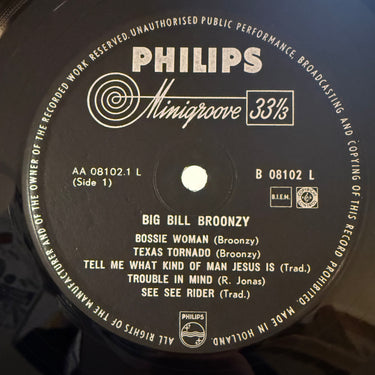 ALL RIGHTS OF THE MANUFACTURER AND OF THE OWNER OF THE RECORDED WORK RESERVED. UNAUTHORISED PUBLIC PERFORMANCE, BROADCASTING AND COPYING OF THIS RECORD PROHIBITED. MADE IN HOLLAND.
PHILIPS
Minigroove 33⅓
AA 08102.1 L
(Side 1)
B 08102 L
B.I.E.M.
BIG BILL BROONZY
BOSSIE WOMAN (Broonzy)
TEXAS TORNADO (Broonzy)
TELL ME WHAT KIND OF MAN JESUS IS (Trad.)
TROUBLE IN MIND (R. Jonas)
SEE SEE RIDER (Trad.)
PHILIPS